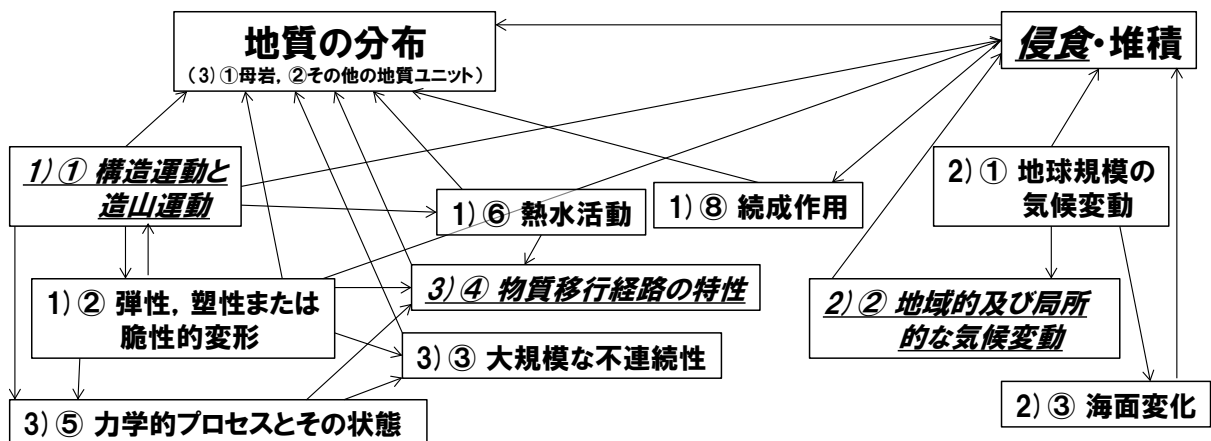 地質の分布
(3)①母岩，②その他の地質ユニット)
侵食・堆積
1)① 構造運動と
造山運動
1)⑥ 熱水活動
1)⑧ 続成作用
2)① 地球規模の
気候変動
1)② 弾性，塑性または
脆性的変形
3)④ 物質移行経路の特性
2)② 地域的及び局所
的な気候変動
3)③ 大規模な不連続性
3)⑤ 力学的プロセスとその状態
2)③ 海面変化